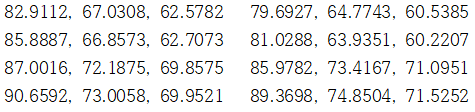 82.9112, 67.0308, 62.5782 79.6927, 64.7743, 60.5385
85.8887, 66.8573, 62.7073 81.0288, 63.9351, 60.2207
87.0016, 72.1875, 69.8575 85.9782, 73.4167, 71.0951
90.6592, 73.0058, 69.9521 89.3698, 74.8504, 71.5252